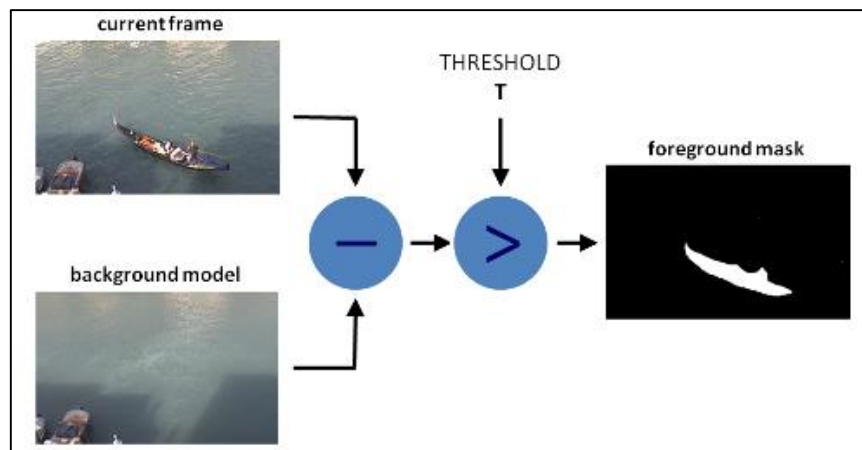 current frame
THRESHOLD
T
foreground mask
background model
−
>